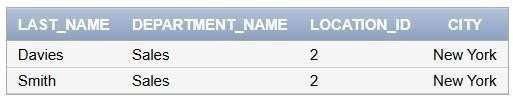 LAST_NAME DEPARTMENT_NAME LOCATION_ID CITY
Davies Sales 2 New York
Smith Sales 2 New York